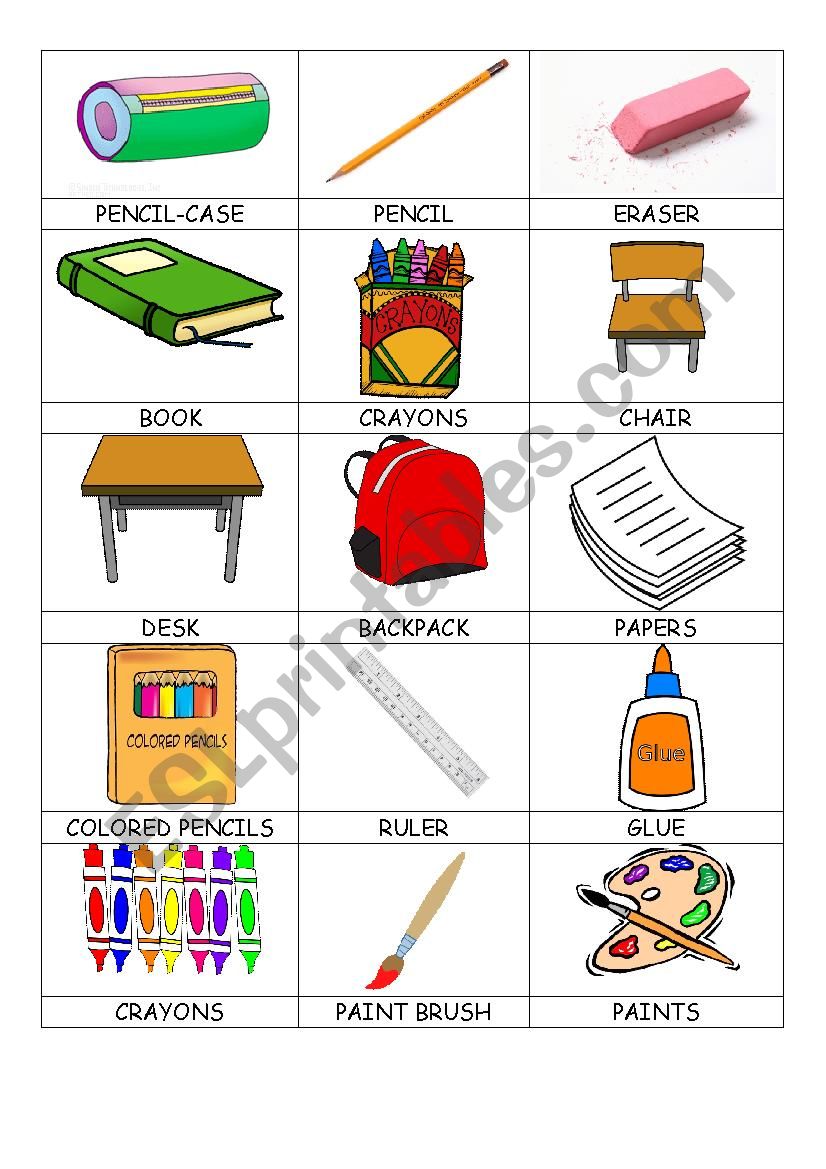 PENCIL-CASE PENCIL ERASER
CRAYONS
BOOK CRAYONS CHAIR
DESK BACKPACK PAPERS
COLORED PENCILS
Glue
COLORED PENCILS RULER GLUE
CRAYONS PAINT BRUSH PAINTS
ESLprintables.com